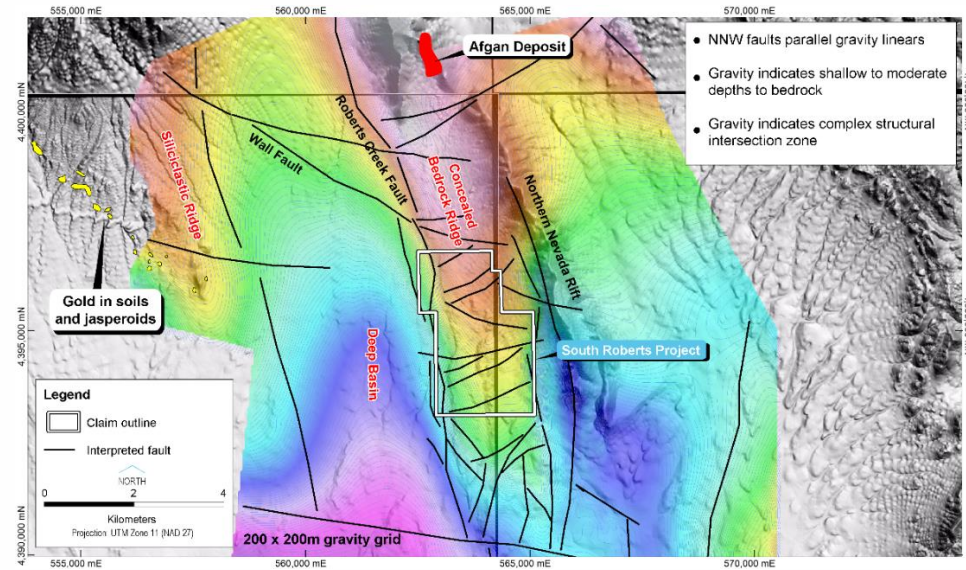 555,000 mE
560,000 mE
565,000 mE
570,000 mE
Afgan Deposit
• NNW faults parallel gravity linears
• Gravity indicates shallow to moderate
depths to bedrock
• Gravity indicates complex structural
intersection zone
4,400,000 mN
Siliciclastic Ridge
Wall Fault
Roberts Creek Fault
Concealed
Bedrock Ridge
Northern Nevada Rift
Gold in soils
and jasperoids
4,395,000 mN
Deep Basin
South Roberts Project
Legend
Claim outline
Interpreted fault
NORTH
0 2 4
Kilometers
Projection: UTM Zone 11 (NAD 27)
200 x 200m gravity grid
4,390,000 mN
555,000 mE
560,000 mE
565,000 mE
570,000 mE